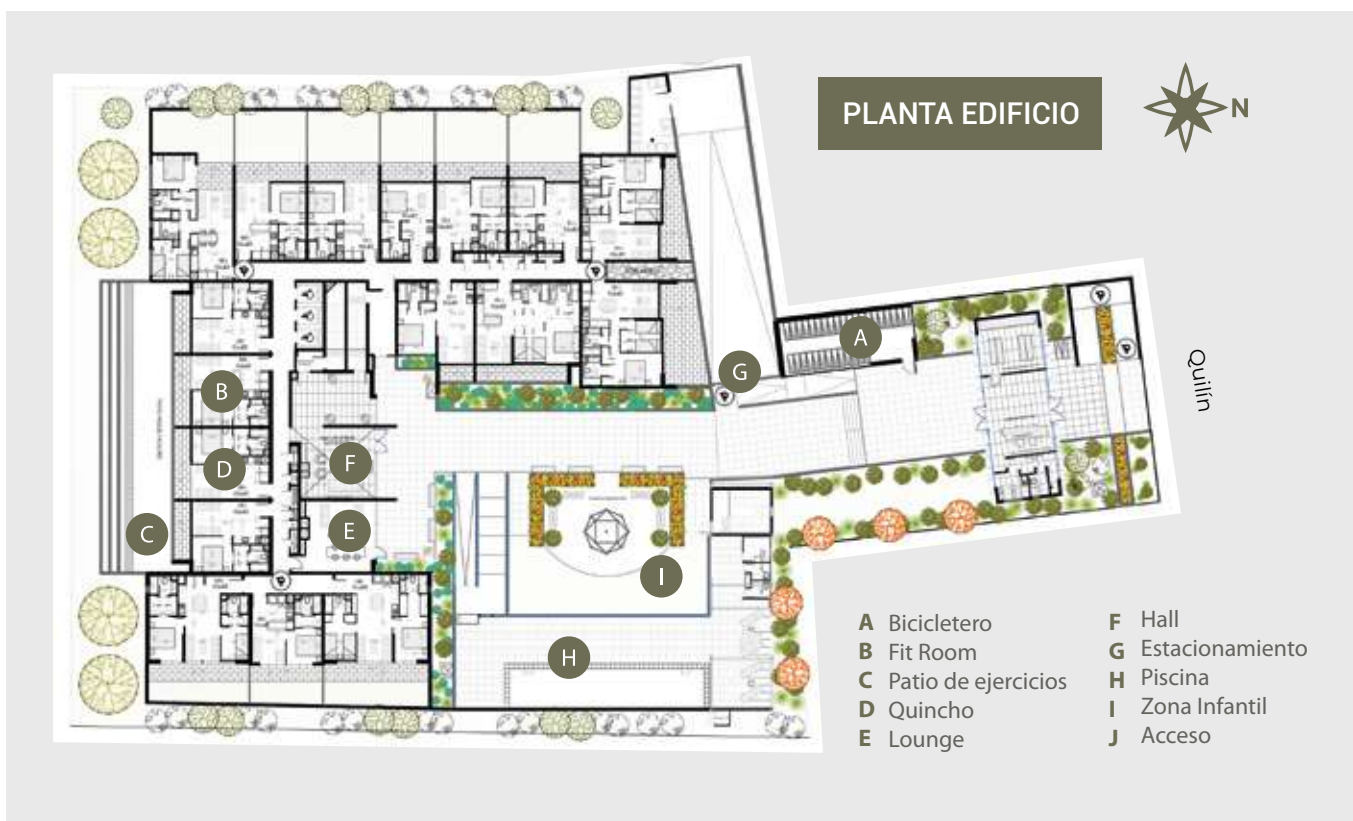 PLANTA EDIFICIO
N
A
G
B
F
D
E
C
I
H
Quilín
A Bicicletero
B Fit Room
C Patio de ejercicios
D Quincho
E Lounge
F Hall
G Estacionamiento
H Piscina
I Zona Infantil
J Acceso